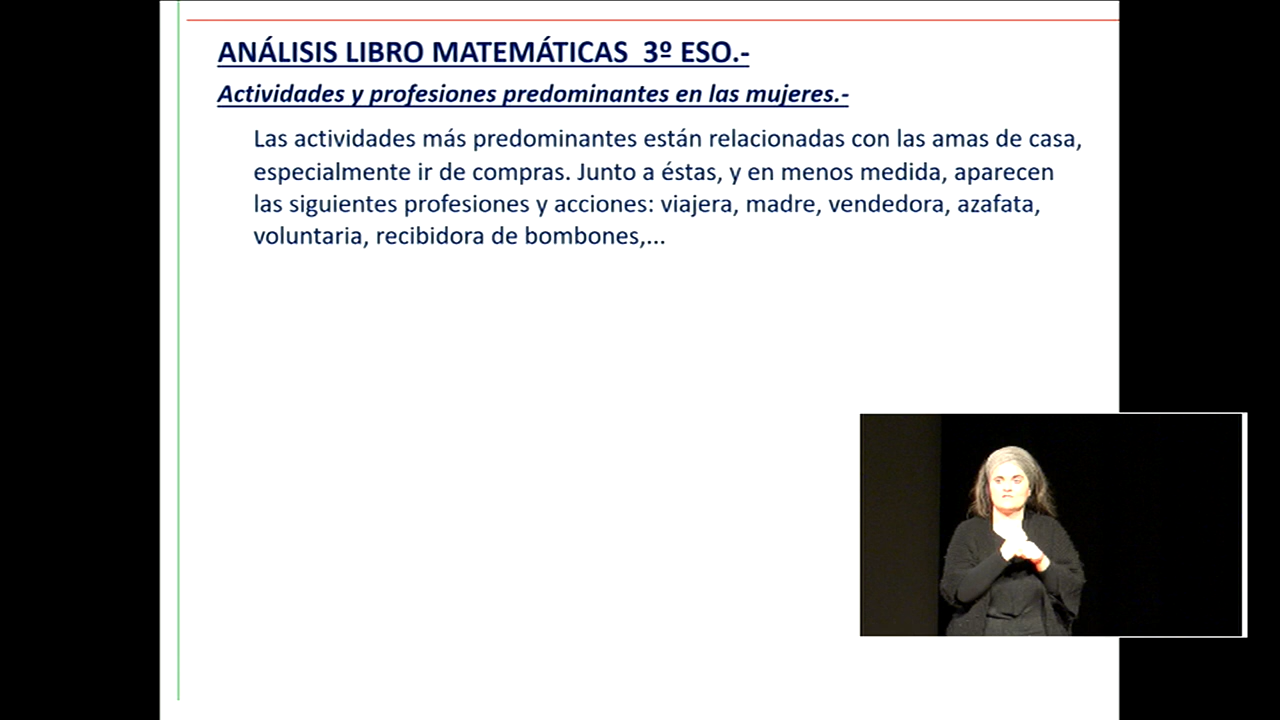 ANÁLISIS LIBRO MATEMÁTICAS 3º ESO.-
Actividades y profesiones predominantes en las mujeres.-
Las actividades más predominantes están relacionadas con las amas de casa,
especialmente ir de compras. Junto a éstas, y en menos medida, aparecen
las siguientes profesiones y acciones: viajera, madre, vendedora, azafata,
voluntaria, recibidora de bombones,...